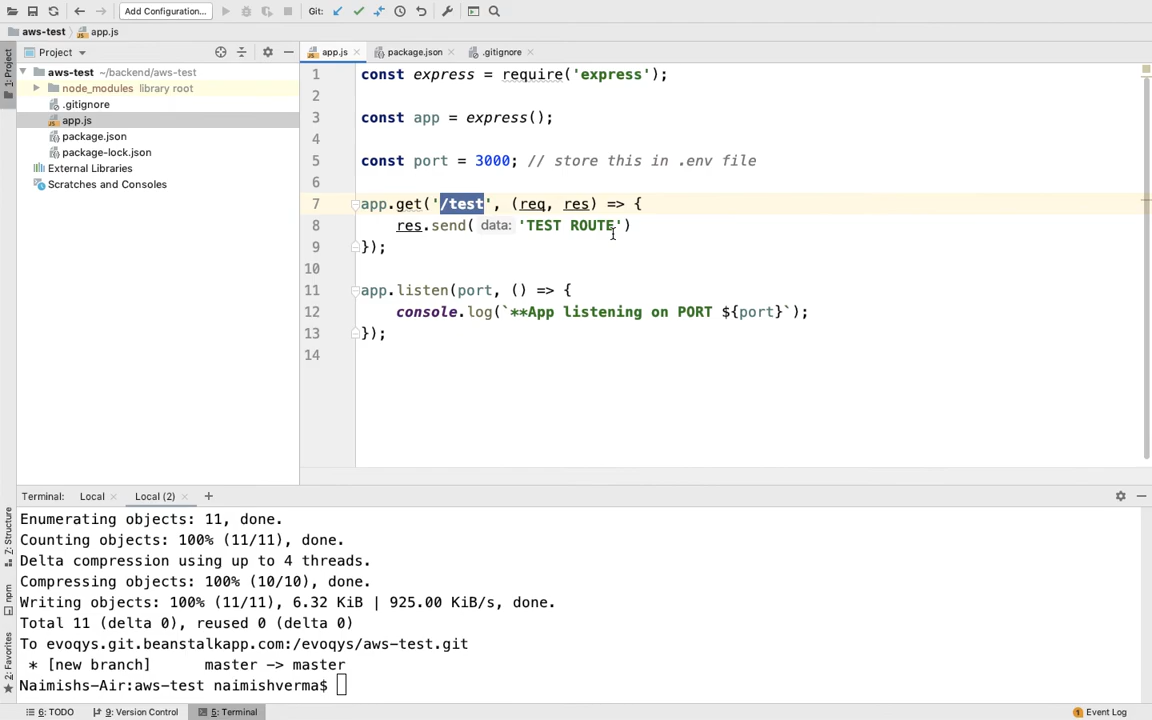 Add Configuration...
Git:
aws-test
app.js
1: Project
Project
app.js
package.json
.gitignore
aws-test ~/backend/aws-test
node_modules library root
.gitignore
app.js
package.json
package-lock.json
External Libraries
Scratches and Consoles
1 const express = require('express');
2
3 const app = express();
4
5 const port = 3000; // store this in .env file
6
7 app.get('/test', (req, res) => {
8 res.send( data: 'TEST ROUTE')
9 });
10
11 app.listen(port, () => {
12 console.log(`**App listening on PORT ${port}`);
13 });
14
Terminal: Local Local (2)
Enumerating objects: 11, done.
Counting objects: 100% (11/11), done.
Delta compression using up to 4 threads.
Compressing objects: 100% (10/10), done.
Writing objects: 100% (11/11), 6.32 KiB | 925.00 KiB/s, done.
Total 11 (delta 0), reused 0 (delta 0)
To evoqys.git.beanstalkapp.com:/evoqys/aws-test.git
* [new branch] master -> master
Naimishs-Air:aws-test naimishverma$
Z: Structure
npm
2: Favorites
6: TODO
9: Version Control
5: Terminal
1 Event Log